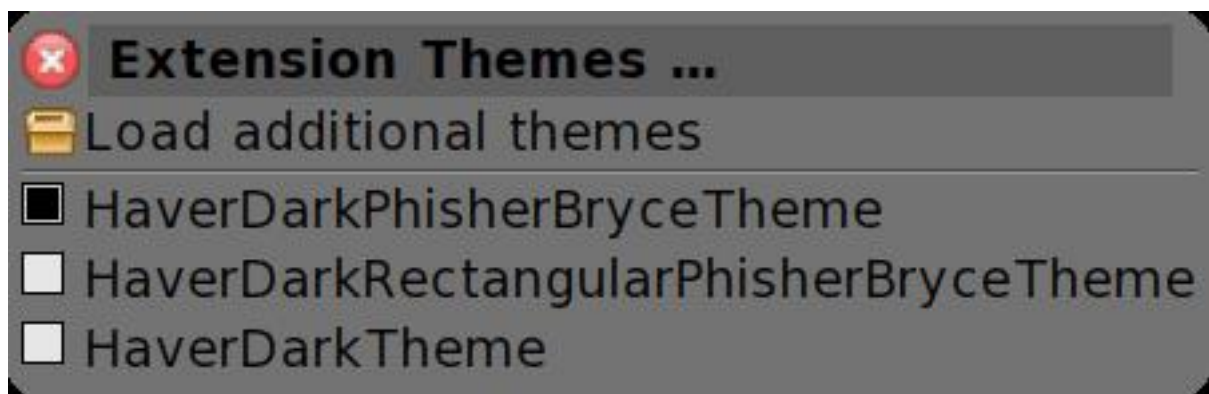 Extension Themes ...
Load additional themes
HaverDarkPhisherBryceTheme
HaverDarkRectangularPhisherBryceTheme
HaverDarkTheme